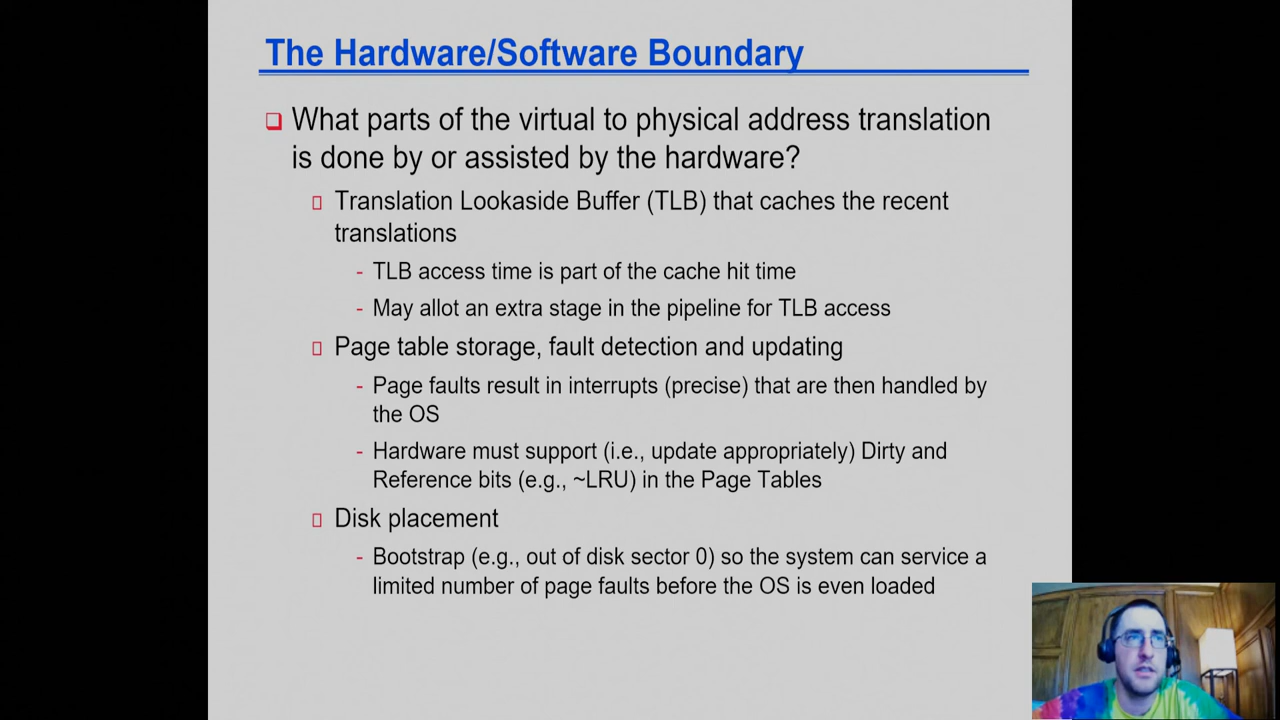 The Hardware/Software Boundary
What parts of the virtual to physical address translation
is done by or assisted by the hardware?
Translation Lookaside Buffer (TLB) that caches the recent
translations
- TLB access time is part of the cache hit time
- May allot an extra stage in the pipeline for TLB access
Page table storage, fault detection and updating
- Page faults result in interrupts (precise) that are then handled by
the OS
- Hardware must support (i.e., update appropriately) Dirty and
Reference bits (e.g., ~LRU) in the Page Tables
Disk placement
- Bootstrap (e.g., out of disk sector 0) so the system can service a
limited number of page faults before the OS is even loaded